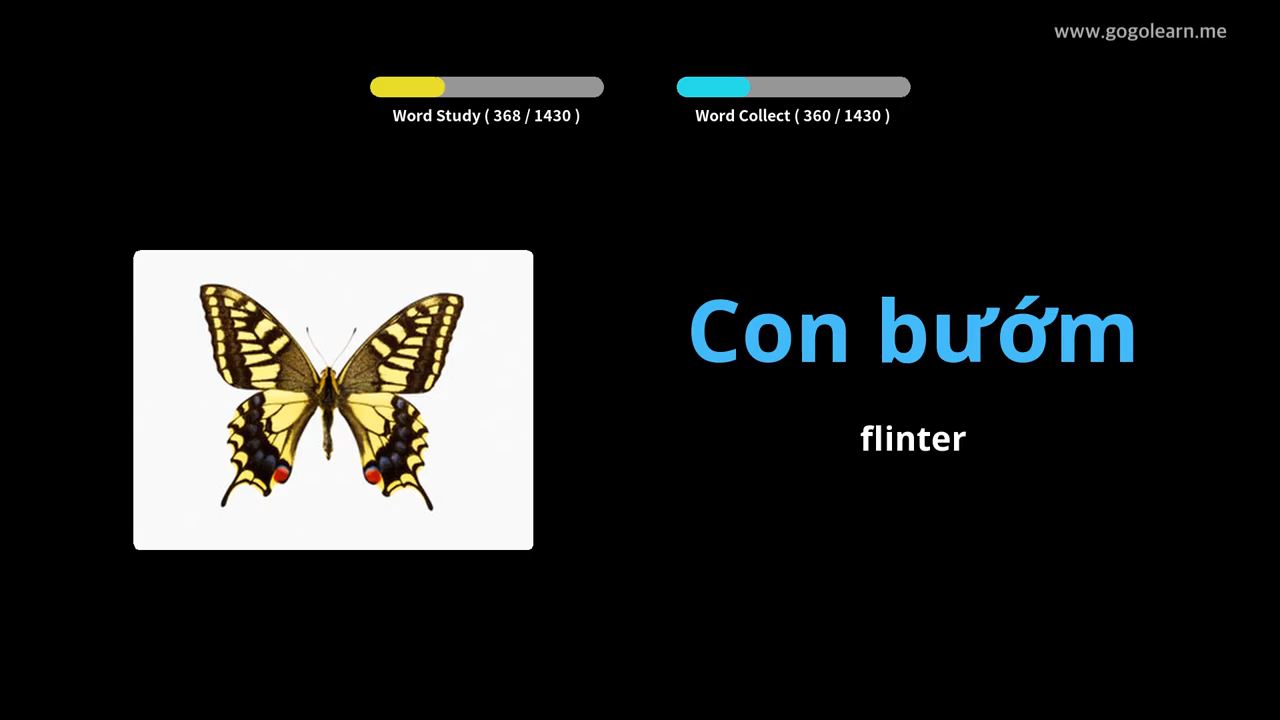 www.gogolearn.me
Word Study ( 368 / 1430 )
Word Collect ( 360 / 1430 )
Con bướm
flinter